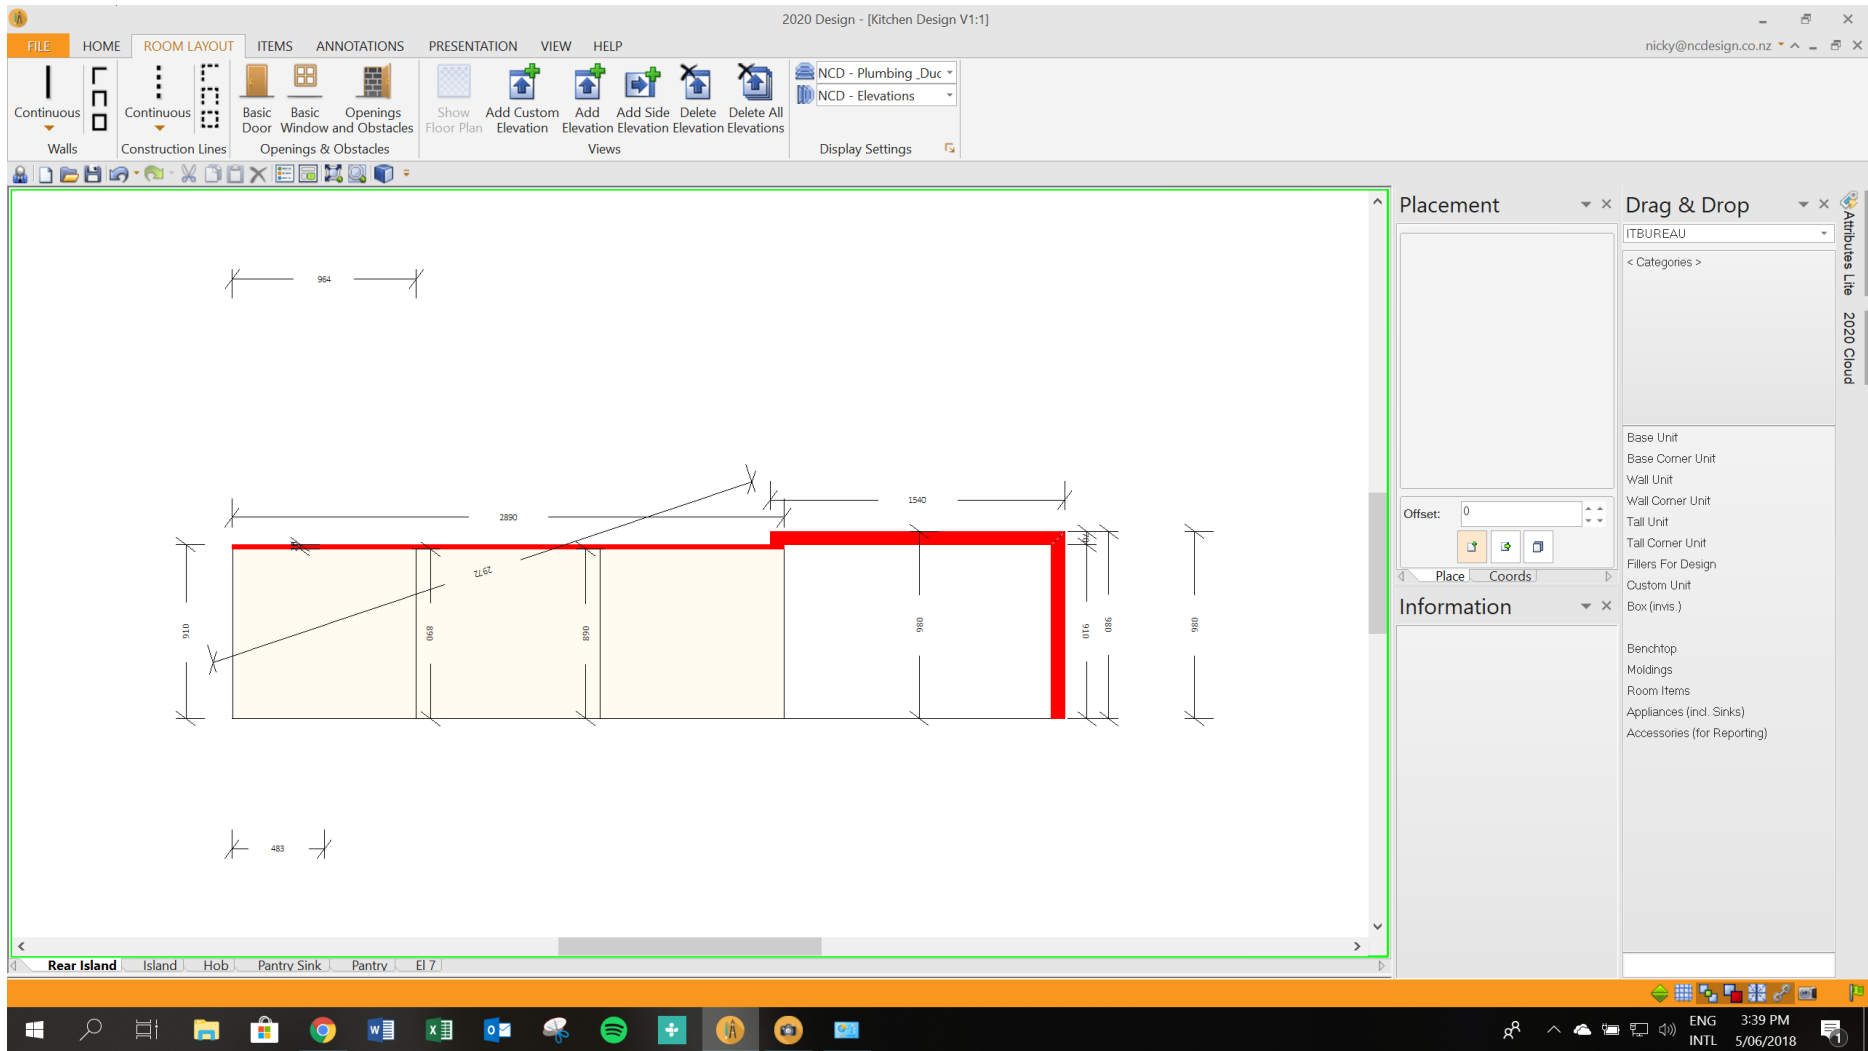 2020 Design - [Kitchen Design V1:1]
FILE HOME ROOM LAYOUT ITEMS ANNOTATIONS PRESENTATION VIEW HELP
nicky@ncdesign.co.nz
Continuous
Walls
Continuous
Construction Lines
Basic Door
Basic Window
Openings and Obstacles
Openings & Obstacles
Show Floor Plan
Add Custom Elevation
Add Elevation
Add Side Elevation
Delete Elevation
Delete All Elevations
Views
NCD - Plumbing _Duc
NCD - Elevations
Display Settings
964
2890
1540
2972
910
890
890
980
70
910
980
980
483
Rear Island Island Hob Pantry Sink Pantry El 7
Placement
Offset: 0
Place Coords
Information
Drag & Drop
ITBUREAU
< Categories >
Base Unit
Base Corner Unit
Wall Unit
Wall Corner Unit
Tall Unit
Tall Corner Unit
Fillers For Design
Custom Unit
Box (invis.)
Benchtop
Moldings
Room Items
Appliances (incl. Sinks)
Accessories (for Reporting)
Attributes Lite
2020 Cloud
ENG
INTL
3:39 PM
5/06/2018
1